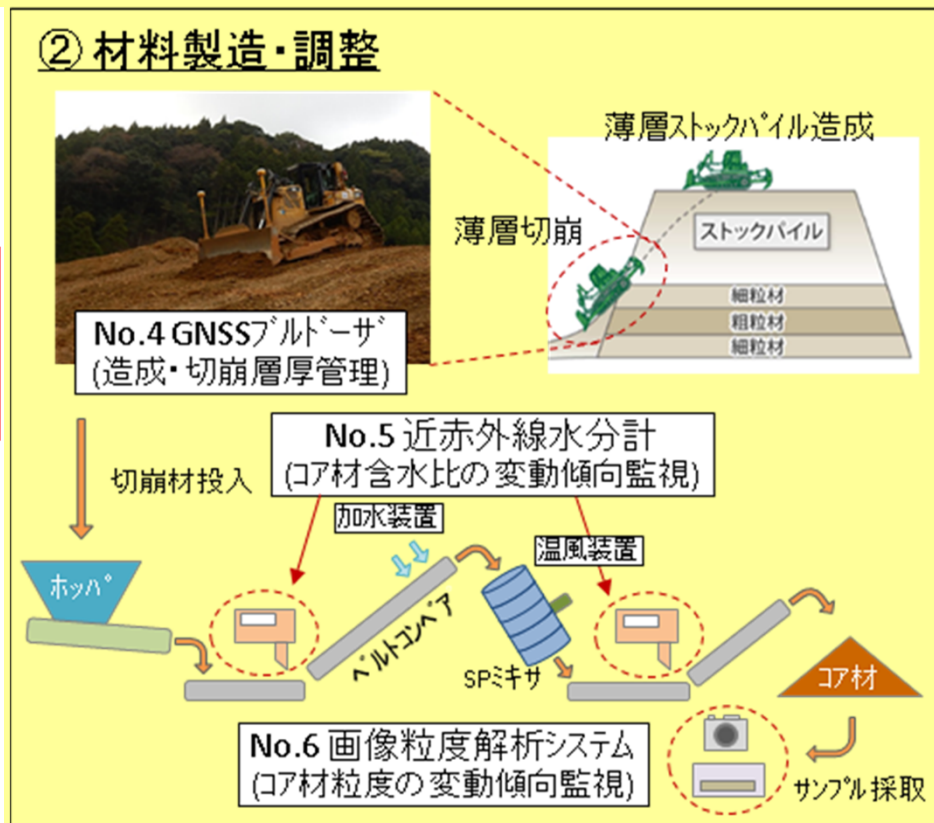 ② 材料製造・調整
薄層ストックパイル造成
薄層切崩
ストックパイル
細粒材
粗粒材
細粒材
No.4 GNSSブルドーザ
(造成・切崩層厚管理)
No.5 近赤外線水分計
(コア材含水比の変動傾向監視)
切崩材投入
加水装置
温風装置
ホッパ
ベルトコンベア
SPミキサ
コア材
No.6 画像粒度解析システム
(コア材粒度の変動傾向監視)
サンプル採取